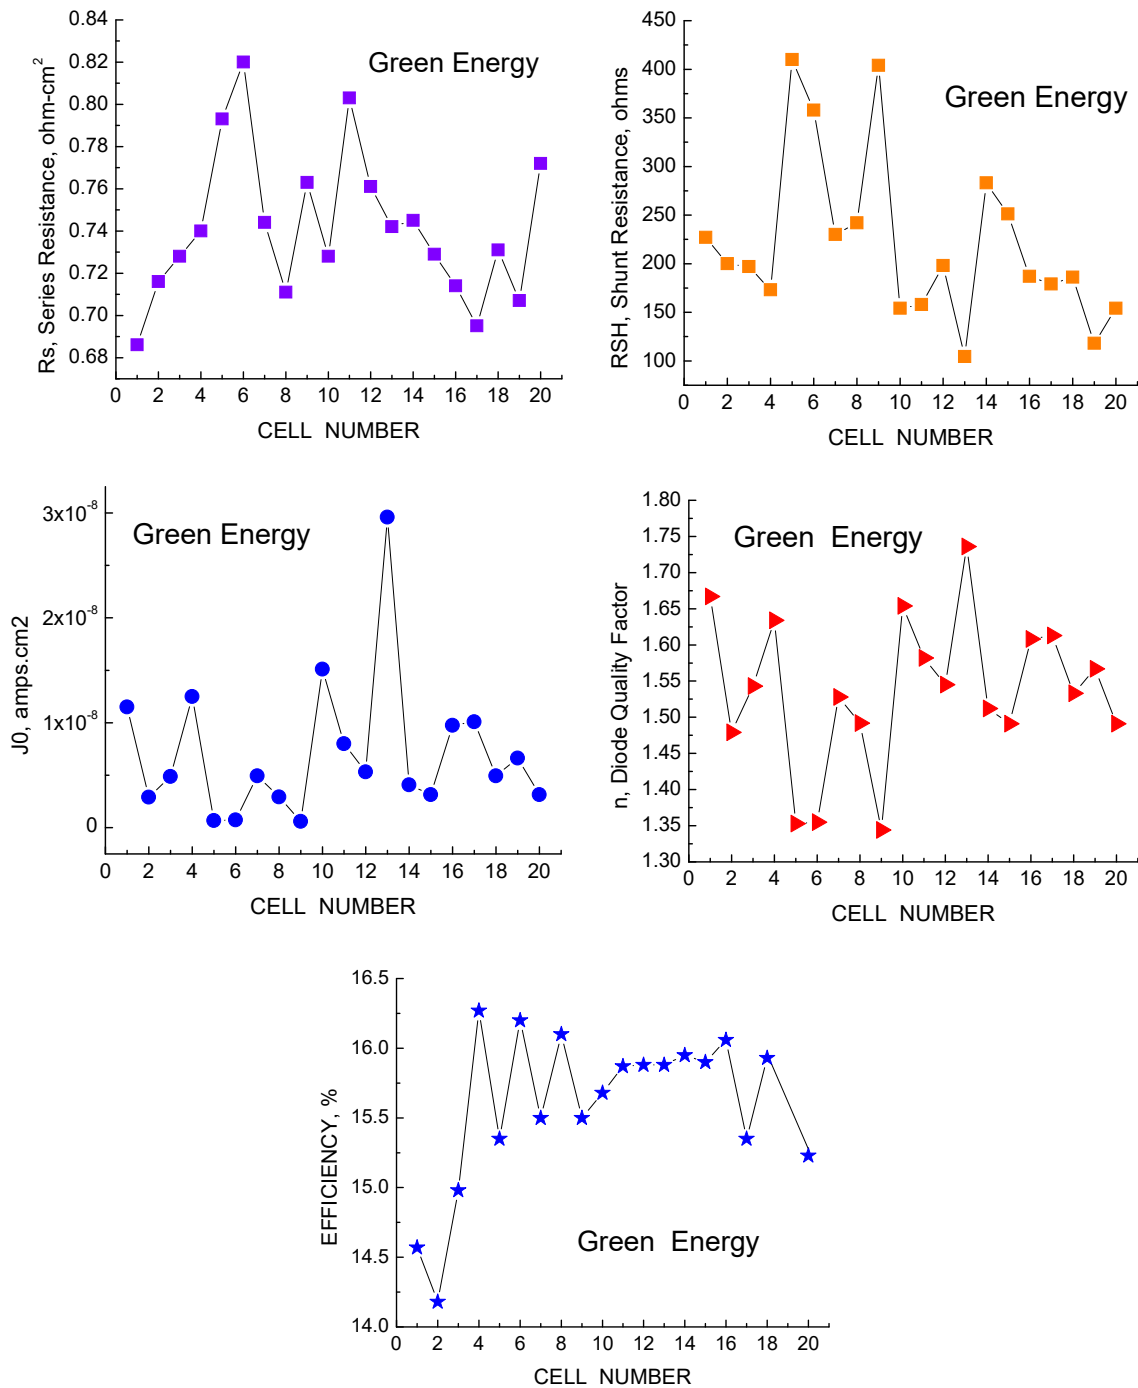 0.84
0.82
0.80
0.78
0.76
0.74
0.72
0.70
0.68
Rs, Series Resistance, ohm-cm²
Green Energy
0 2 4 6 8 10 12 14 16 18 20
CELL NUMBER
450
400
350
300
250
200
150
100
RSH, Shunt Resistance, ohms
Green Energy
0 2 4 6 8 10 12 14 16 18 20
CELL NUMBER
3x10⁻⁸
2x10⁻⁸
1x10⁻⁸
0
J0, amps.cm2
Green Energy
0 2 4 6 8 10 12 14 16 18 20
CELL NUMBER
1.80
1.75
1.70
1.65
1.60
1.55
1.50
1.45
1.40
1.35
1.30
n, Diode Quality Factor
Green Energy
0 2 4 6 8 10 12 14 16 18 20
CELL NUMBER
16.5
16.0
15.5
15.0
14.5
14.0
EFFICIENCY, %
Green Energy
0 2 4 6 8 10 12 14 16 18 20
CELL NUMBER